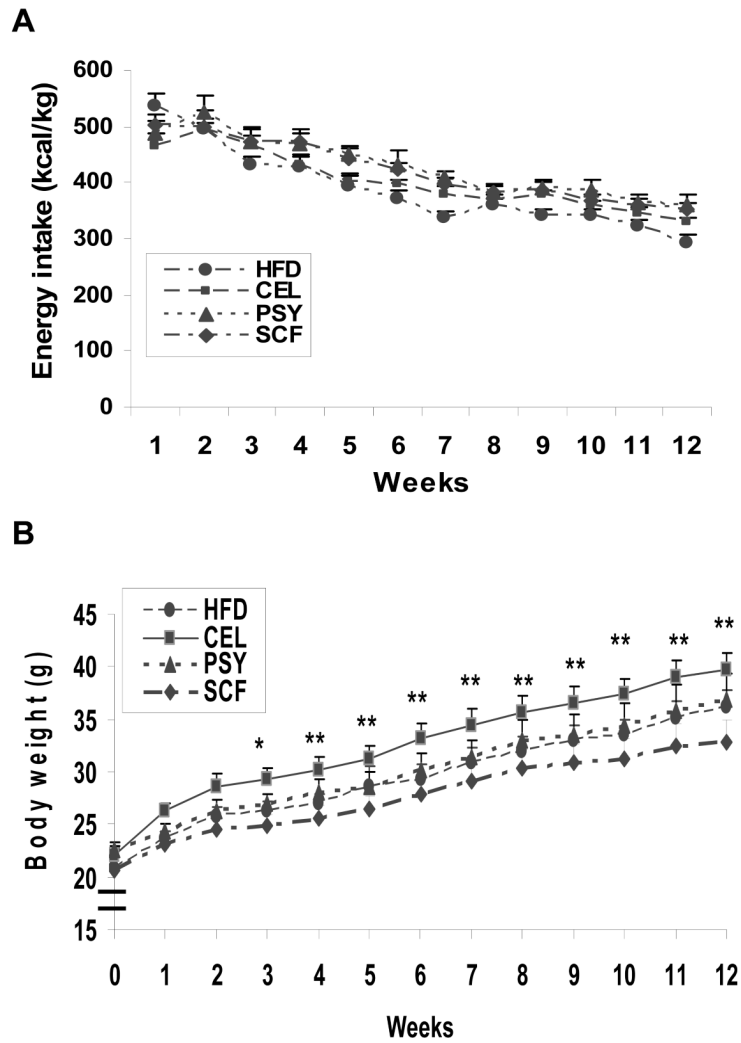 A
Energy intake (kcal/kg)
600
500
400
300
200
100
0
HFD
CEL
PSY
SCF
1 2 3 4 5 6 7 8 9 10 11 12
Weeks
B
Body weight (g)
45
40
35
30
25
20
15
HFD
CEL
PSY
SCF
* ** ** ** ** ** ** ** ** **
0 1 2 3 4 5 6 7 8 9 10 11 12
Weeks